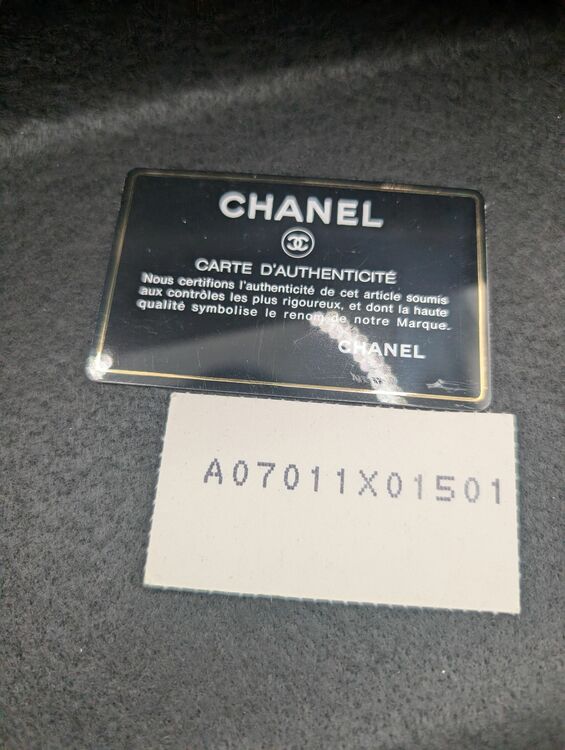 CHANEL
CARTE D'AUTHENTICITÉ
Nous certifions l'authenticité de cet article soumis
aux contrôles les plus rigoureux, et dont la haute
qualité symbolise le renom de notre Marque.
CHANEL
A07011X01501